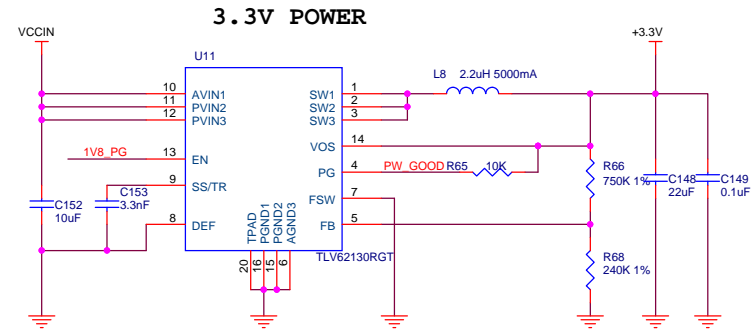 3.3V POWER
VCCIN
+3.3V
U11
L8 2.2uH 5000mA
10 AVIN1
11 PVIN2
12 PVIN3
SW1 1
SW2 2
SW3 3
VOS 14
1V8_PG 13 EN
PG 4 PW_GOOD R65 10K
R66
750K 1%
C148
22uF
C149
0.1uF
9 SS/TR
C153
3.3nF
C152
10uF
FSW 7
8 DEF
FB 5
TPAD
PGND1
PGND2
AGND3
TLV62130RGT
20
16
15
6
R68
240K 1%